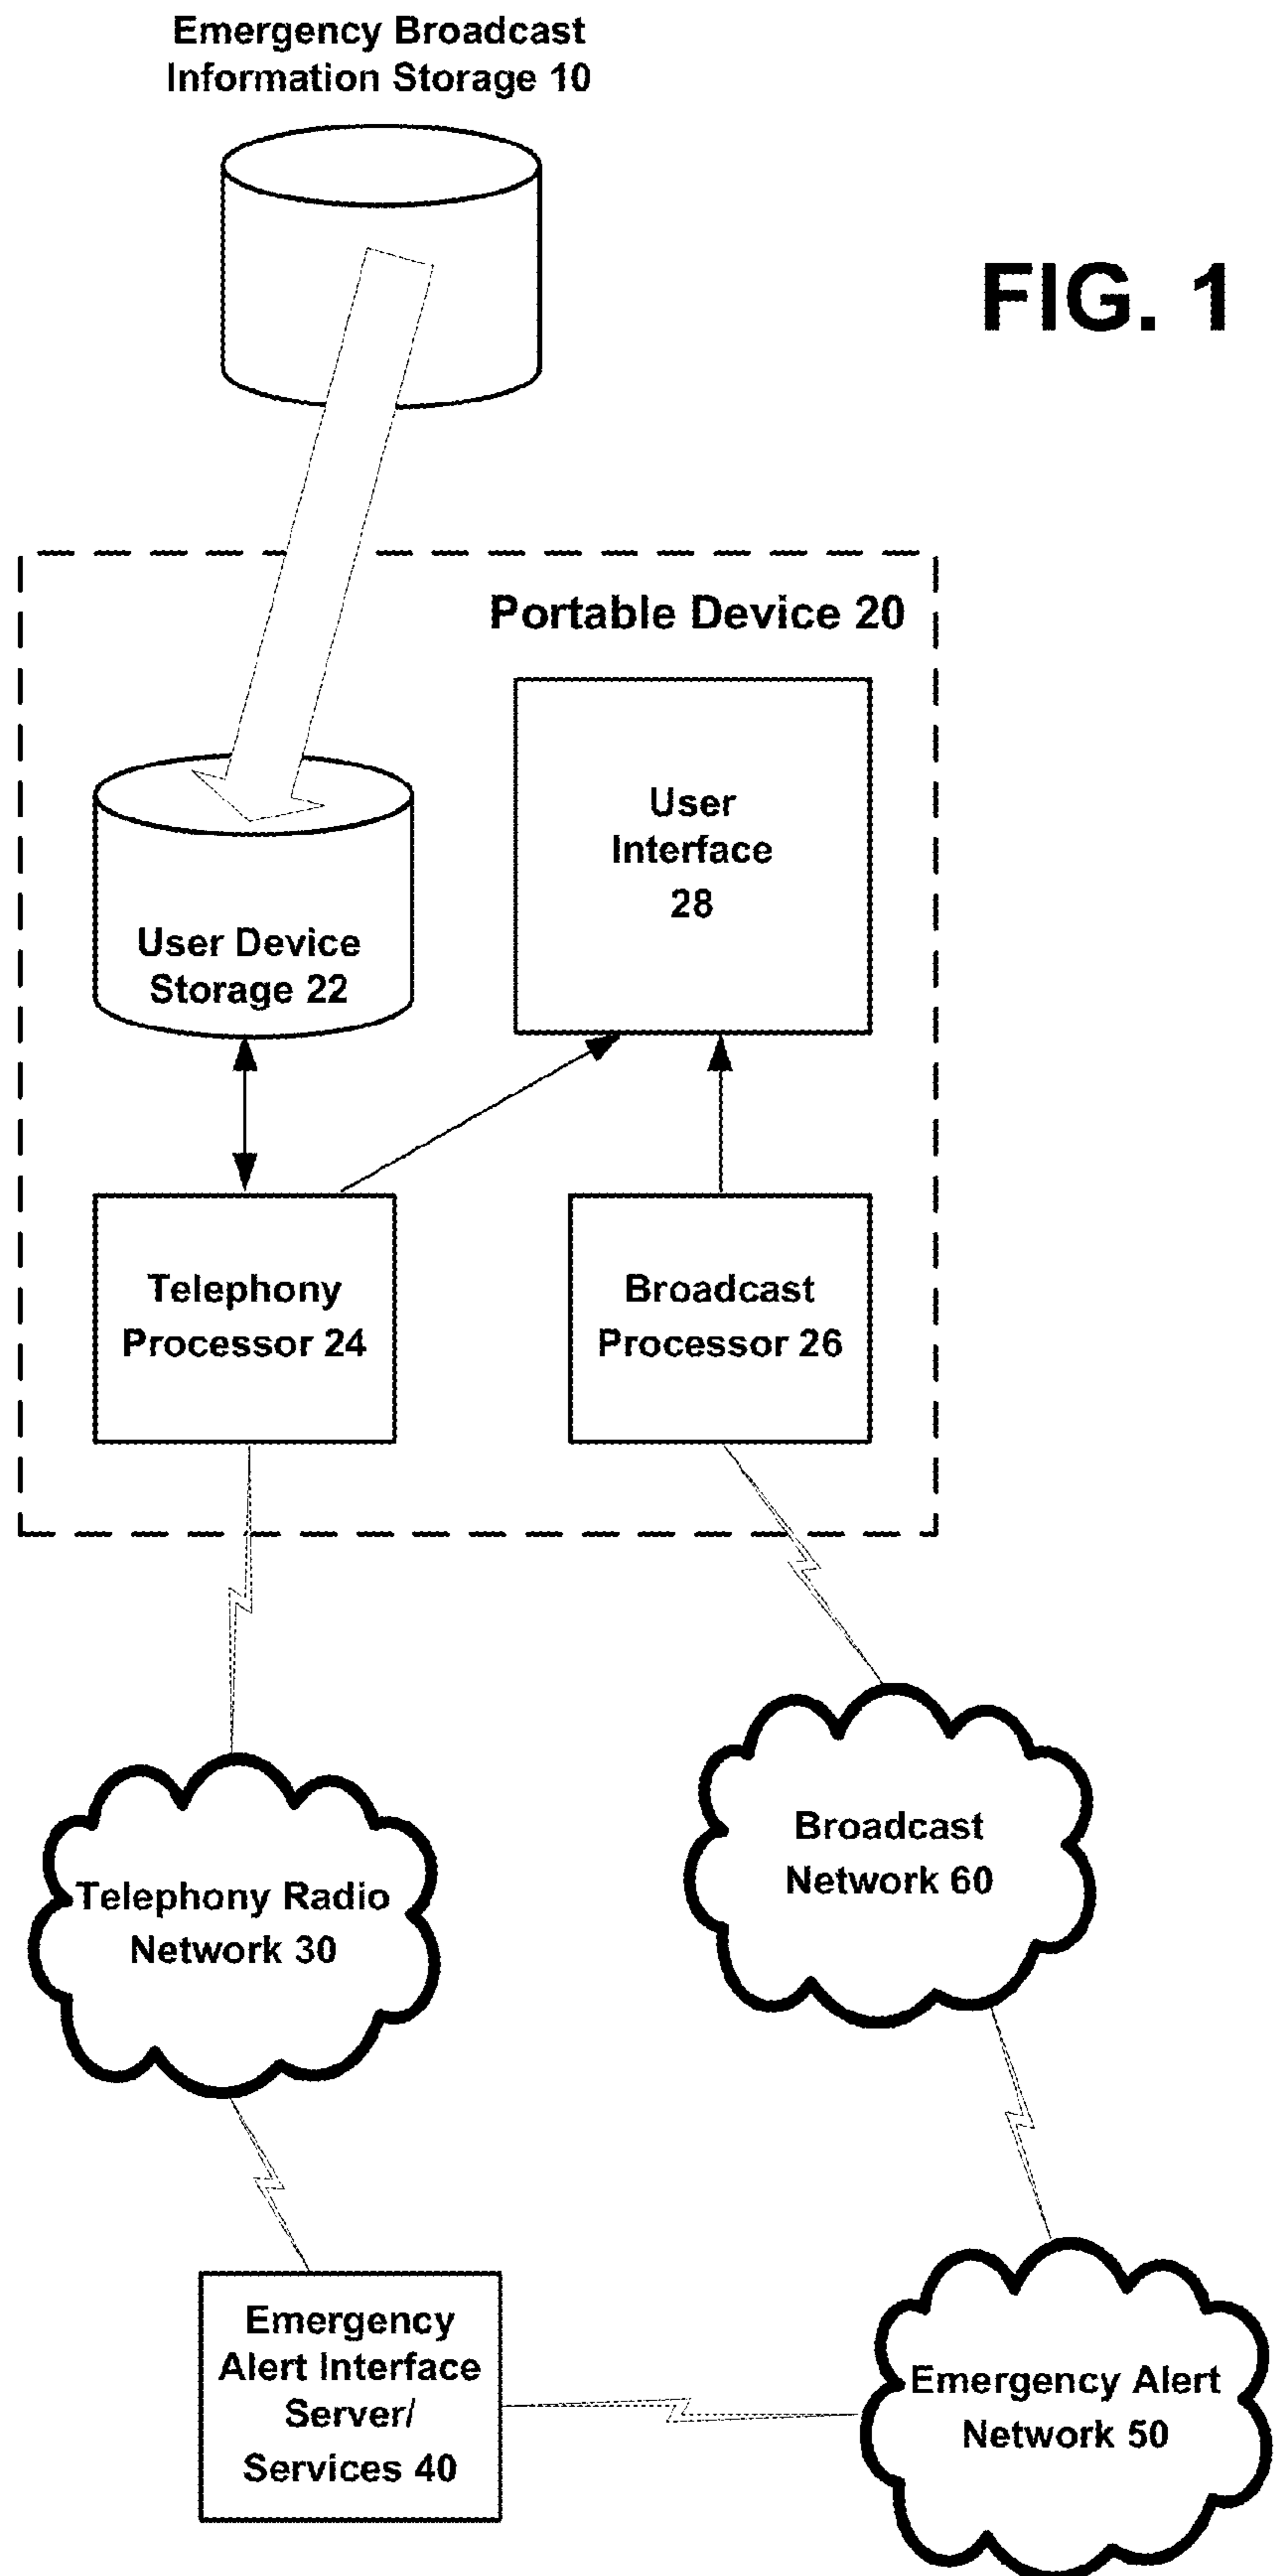 Emergency Broadcast
Information Storage 10
FIG. 1
Portable Device 20
User
Interface
28
User Device
Storage 22
Telephony
Processor 24
Broadcast
Processor 26
Broadcast
Network 60
Telephony Radio
Network 30
Emergency
Alert Interface
Server/
Services 40
Emergency Alert
Network 50